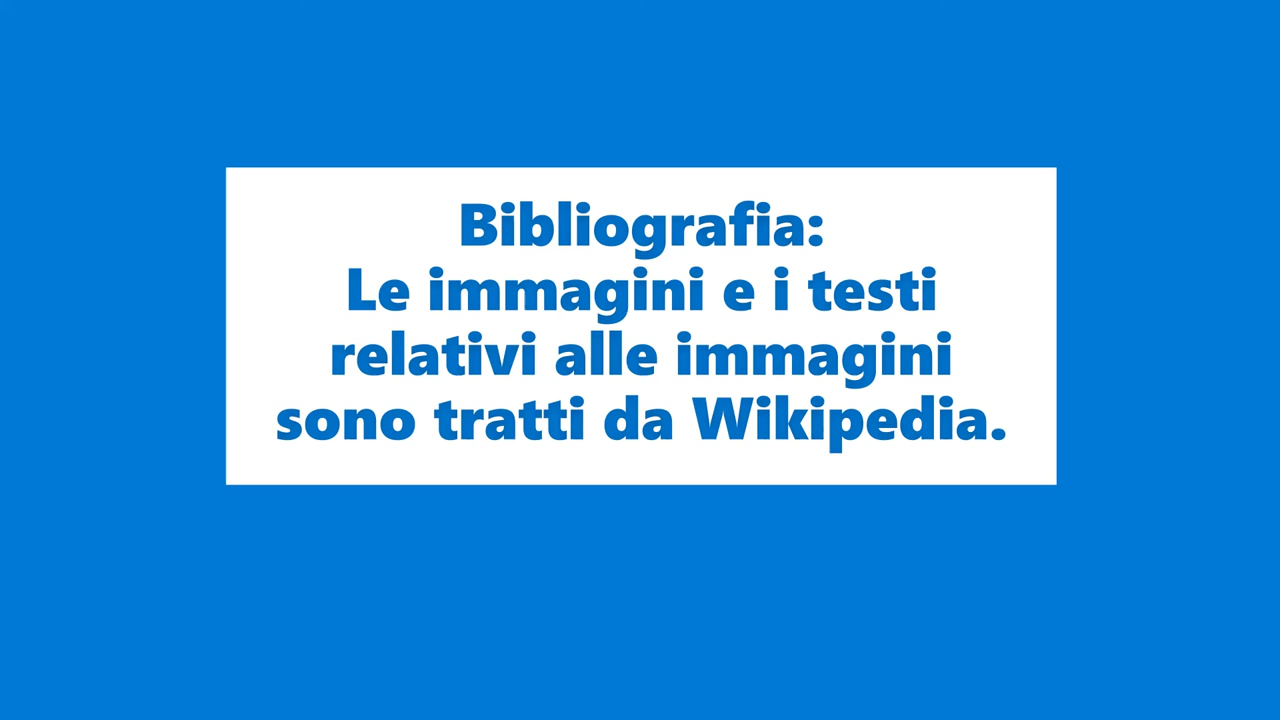 Bibliografia:
Le immagini e i testi
relativi alle immagini
sono tratti da Wikipedia.